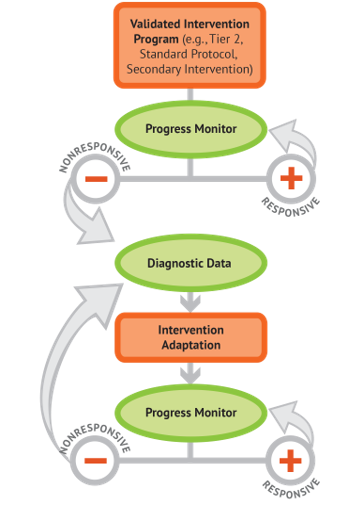 Validated Intervention
Program (e.g., Tier 2,
Standard Protocol,
Secondary Intervention)
Progress Monitor
NONRESPONSIVE
RESPONSIVE
Diagnostic Data
Intervention
Adaptation
Progress Monitor
NONRESPONSIVE
RESPONSIVE